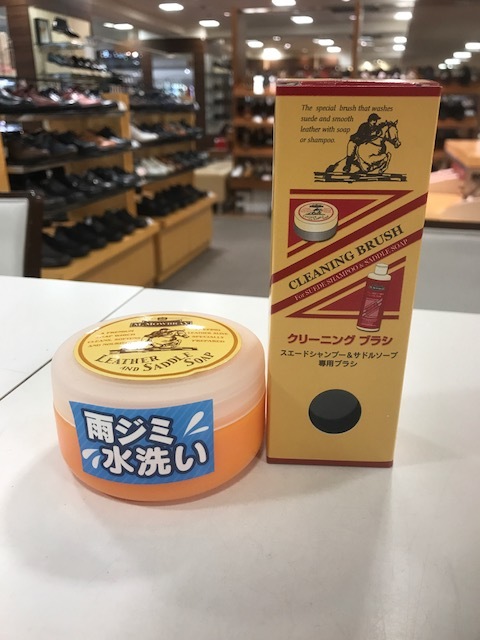 The special brush that washes
suede and smooth
leather with soap
or shampoo.
CLEANING BRUSH
For SUEDE SHAMPOO & SADDLE SOAP
クリーニング ブラシ
スエードシャンプー&サドルソープ
専用ブラシ
M.MOWBRAY
LEATHER
AND SADDLE SOAP
雨ジミ
水洗い